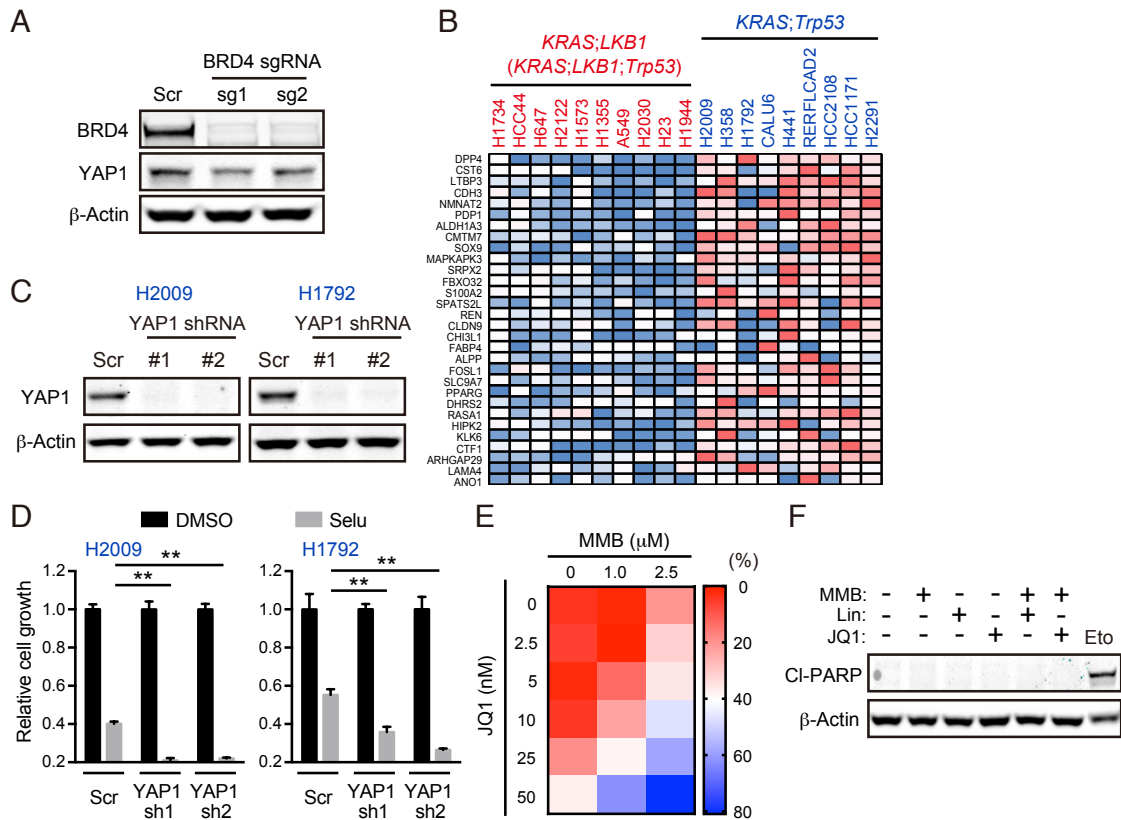 A
BRD4 sgRNA
Scr sg1 sg2
BRD4
YAP1
β-Actin
B
KRAS;LKB1
(KRAS;LKB1;Trp53)
KRAS;Trp53
H1734
HCC44
H647
H2122
H1573
H1355
A549
H2030
H23
H1944
H2009
H358
H1792
CALU6
H441
RERFLCAD2
HCC2108
HCC1171
H2291
DPP4
CST6
LTBP3
CDH3
NMNAT2
PDP1
ALDH1A3
CMTM7
SOX9
MAPKAPK3
SRPX2
FBXO32
S100A2
SPATS2L
REN
CLDN9
CHI3L1
FABP4
ALPP
FOSL1
SLC9A7
PPARG
DHRS2
RASA1
HIPK2
KLK6
CTF1
ARHGAP29
LAMA4
ANO1
C
H2009 H1792
YAP1 shRNA YAP1 shRNA
Scr #1 #2 Scr #1 #2
YAP1
β-Actin
D
DMSO Selu
H2009
**
**
Relative cell growth
1.2
1.0
0.8
0.6
0.4
0.2
Scr YAP1 sh1 YAP1 sh2
H1792
**
**
1.2
1.0
0.8
0.6
0.4
0.2
Scr YAP1 sh1 YAP1 sh2
E
MMB (μM)
0 1.0 2.5
JQ1 (nM)
0
2.5
5
10
25
50
(%)
0
20
40
60
80
F
MMB: - + - - + +
Lin: - - + - + -
JQ1: - - - + - + Eto
Cl-PARP
β-Actin